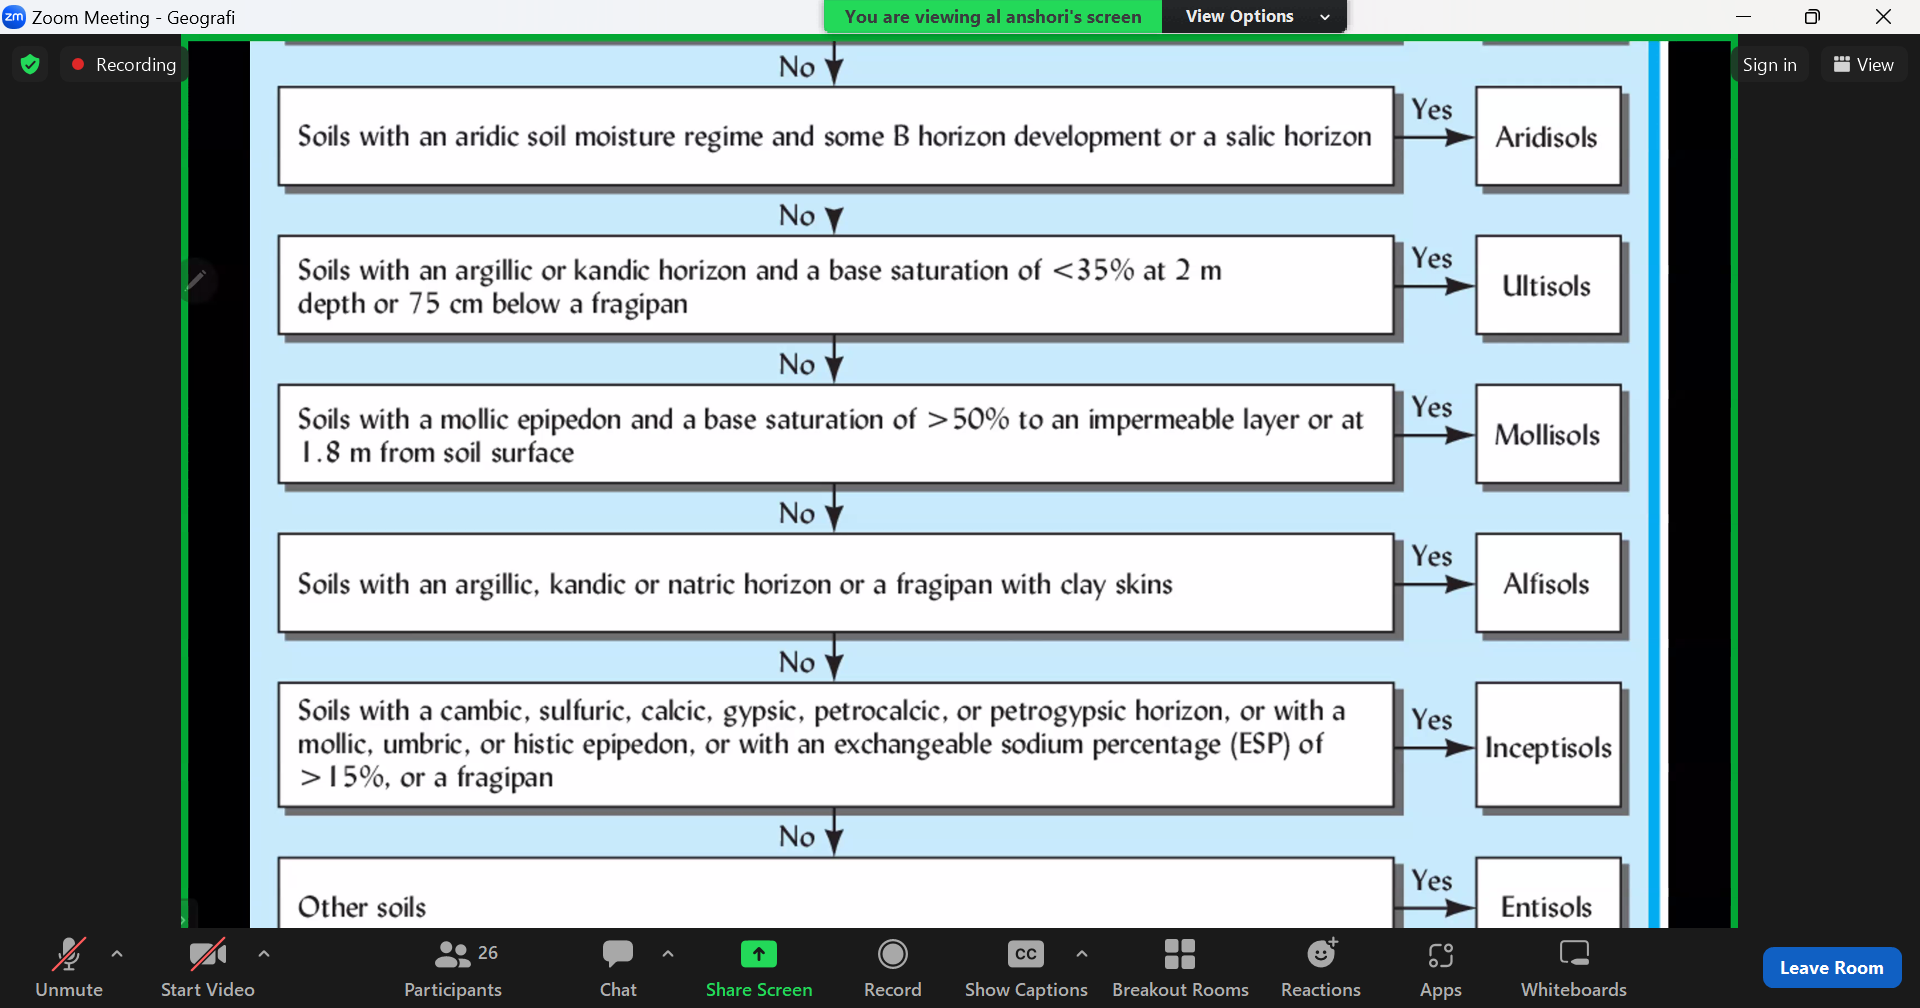 zm Zoom Meeting - Geografi
You are viewing al anshori's screen
View Options
Recording
Sign in
View
No
Soils with an aridic soil moisture regime and some B horizon development or a salic horizon
Yes
Aridisols
No
Soils with an argillic or kandic horizon and a base saturation of <35% at 2 m
depth or 75 cm below a fragipan
Yes
Ultisols
No
Soils with a mollic epipedon and a base saturation of >50% to an impermeable layer or at
1.8 m from soil surface
Yes
Mollisols
No
Soils with an argillic, kandic or natric horizon or a fragipan with clay skins
Yes
Alfisols
No
Soils with a cambic, sulfuric, calcic, gypsic, petrocalcic, or petrogypsic horizon, or with a
mollic, umbric, or histic epipedon, or with an exchangeable sodium percentage (ESP) of
>15%, or a fragipan
Yes
Inceptisols
No
Other soils
Yes
Entisols
Unmute
Start Video
26
Participants
Chat
Share Screen
Record
CC
Show Captions
Breakout Rooms
Reactions
Apps
Whiteboards
Leave Room